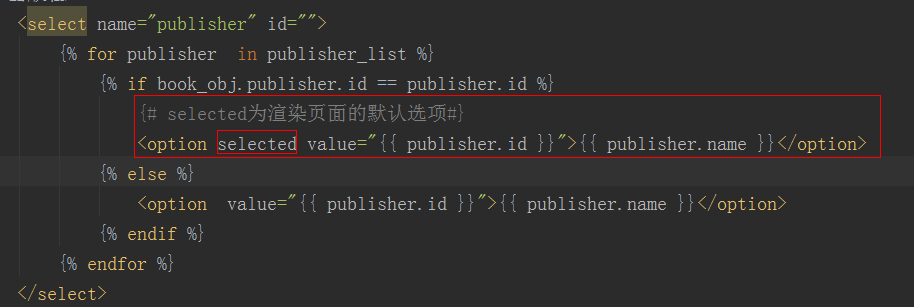 <select name="publisher" id="">
{% for publisher  in publisher_list %}
{% if book_obj.publisher.id == publisher.id %}
{# selected为渲染页面的默认选项#}
<option selected value="{{ publisher.id }}">{{ publisher.name }}</option>
{% else %}
<option  value="{{ publisher.id }}">{{ publisher.name }}</option>
{% endif %}
{% endfor %}
</select>